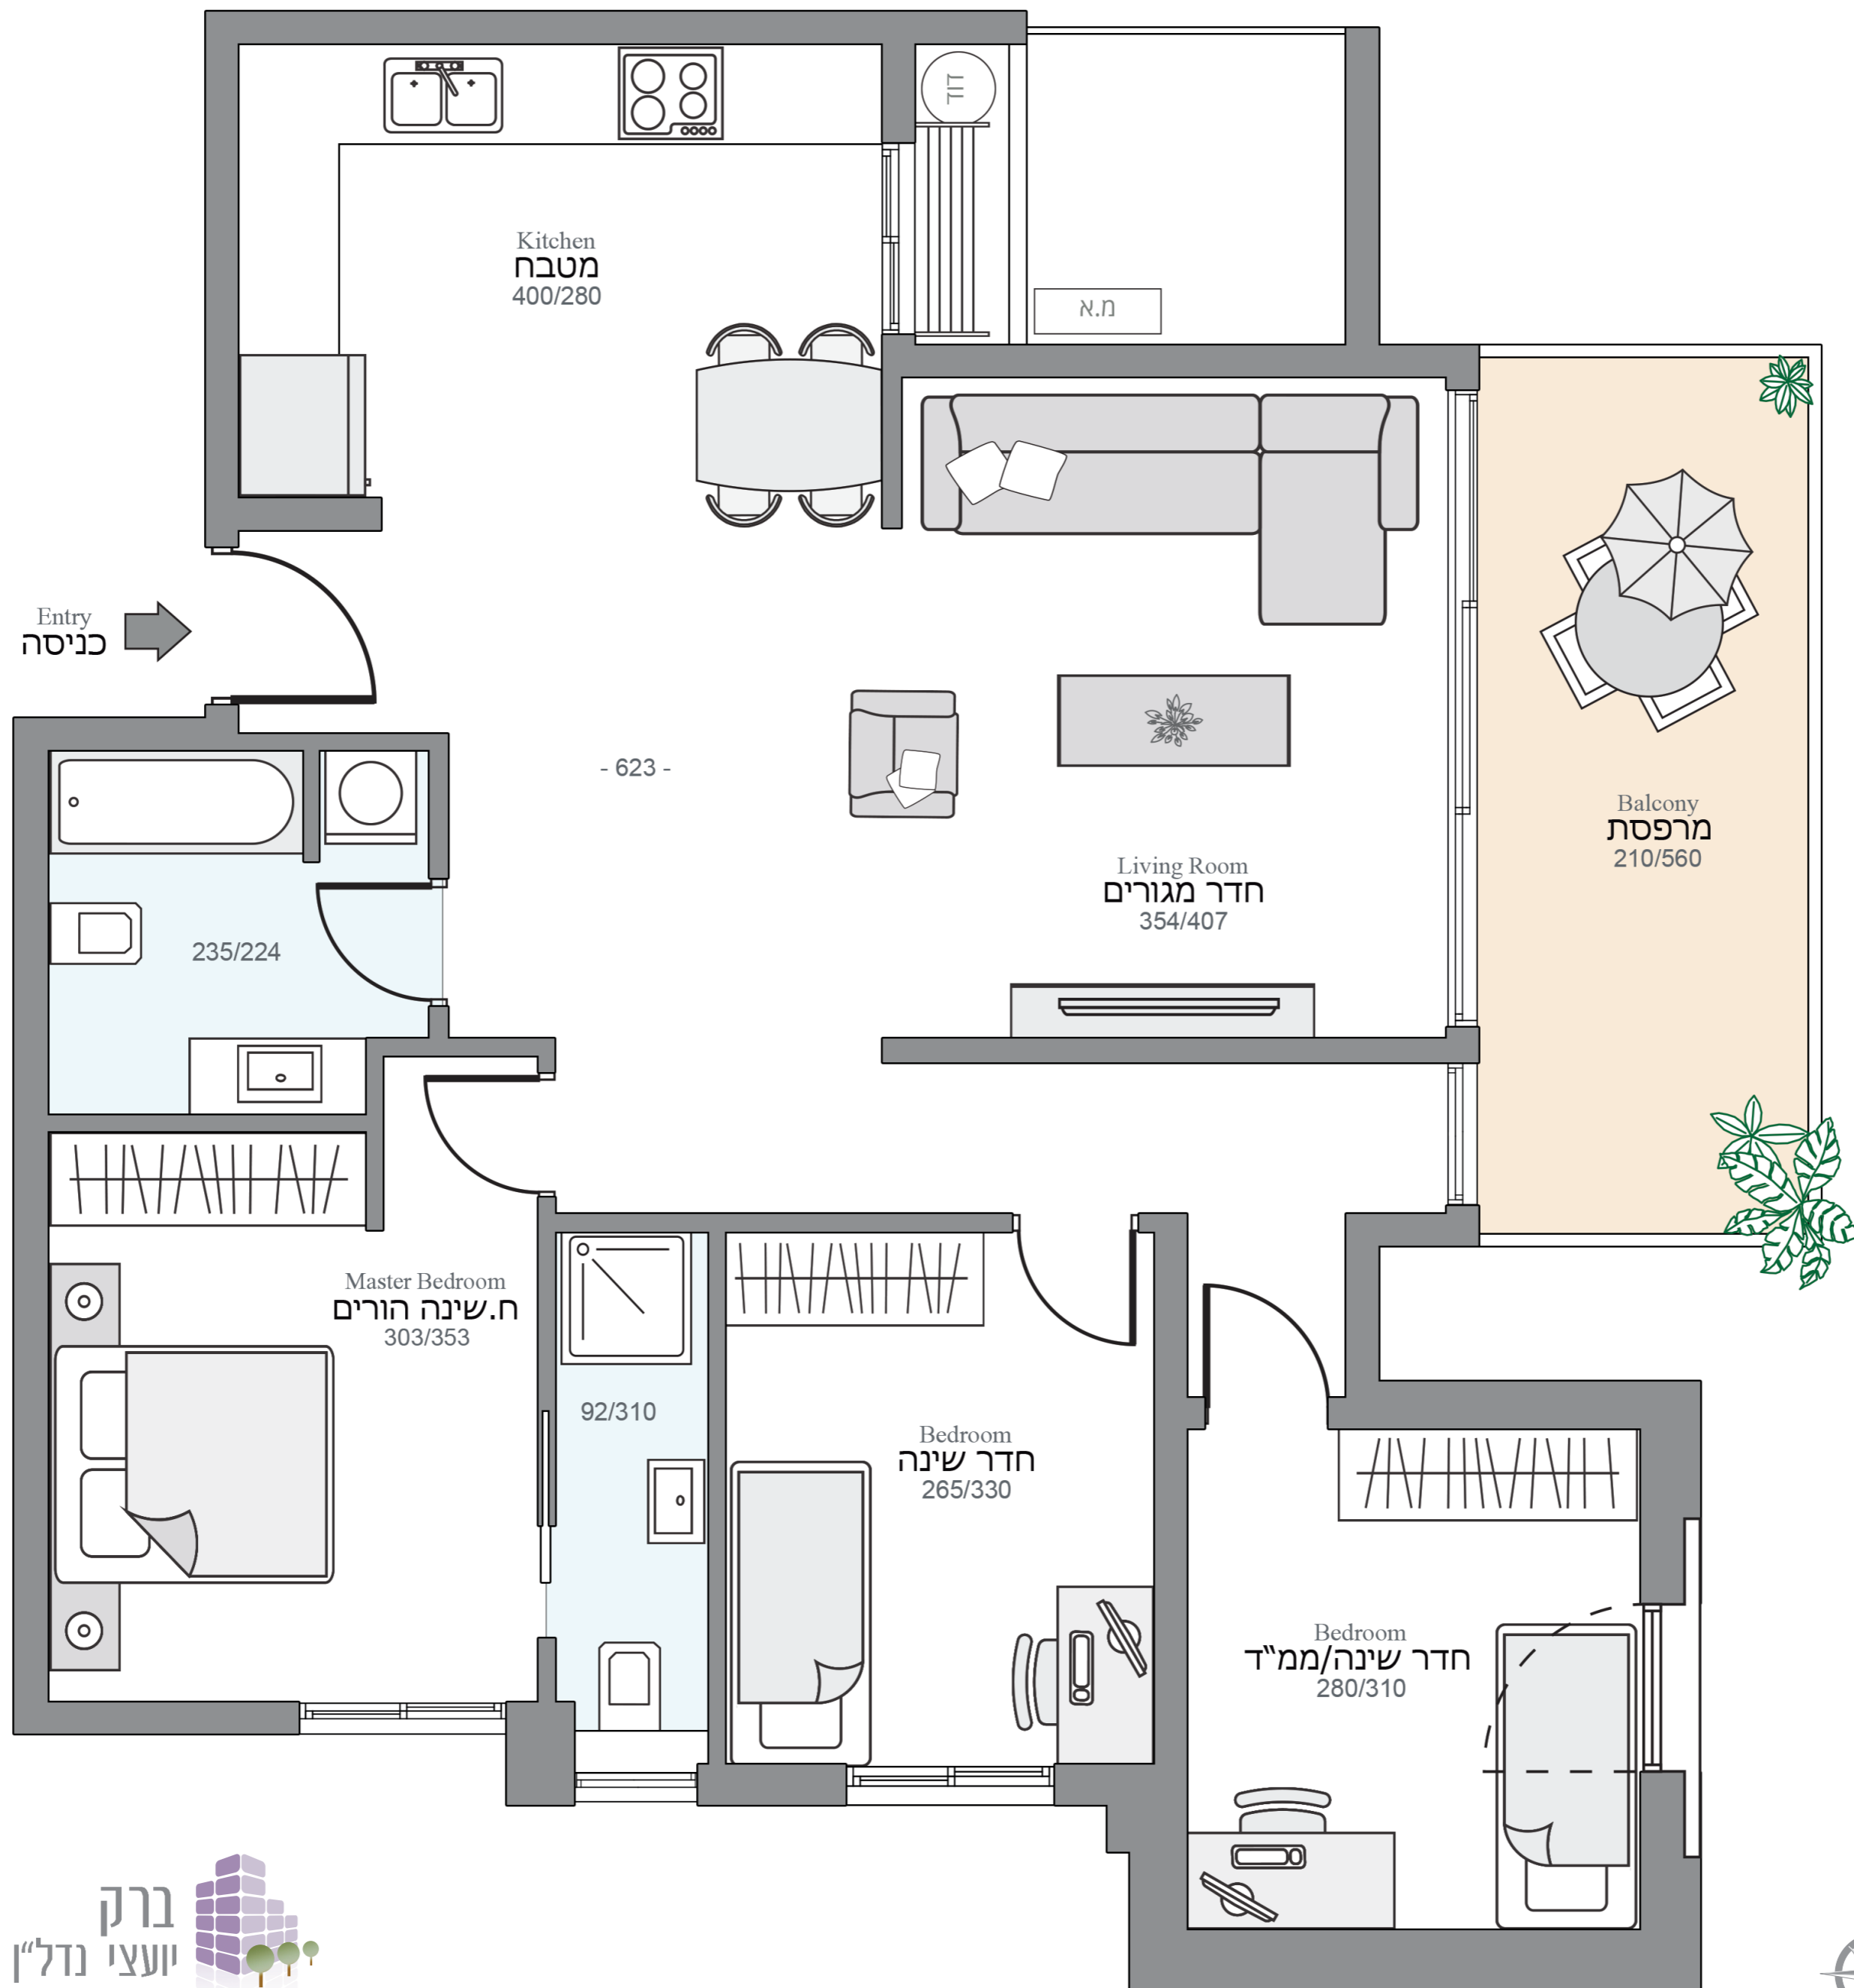 דוד
Kitchen
מטבח
400/280
מ.א
Entry
כניסה
- 623 -
Balcony
מרפסת
210/560
Living Room
חדר מגורים
354/407
235/224
Master Bedroom
ח.שינה הורים
303/353
92/310
Bedroom
חדר שינה
265/330
Bedroom
חדר שינה/ממ"ד
280/310
ברק
יועצי נדל"ן